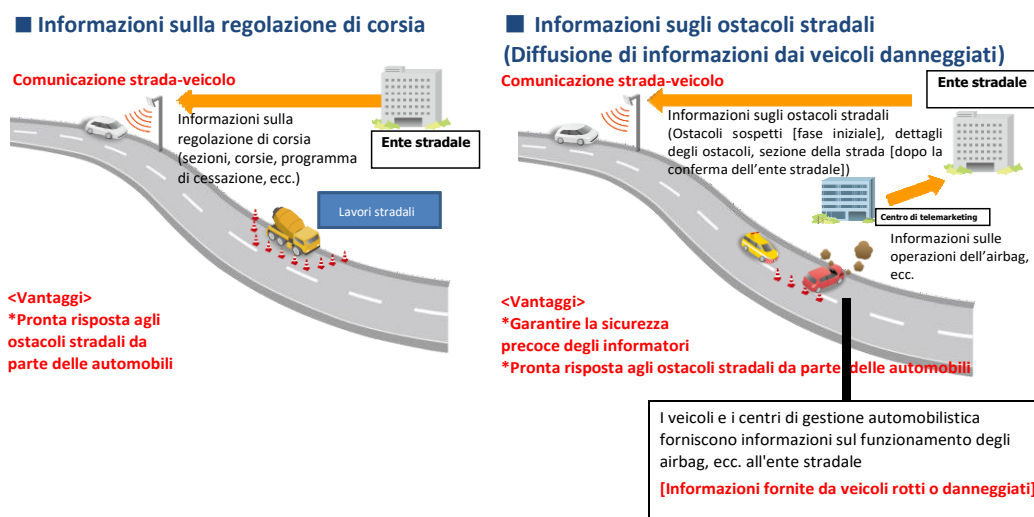 ■ Informazioni sulla regolazione di corsia
Comunicazione strada-veicolo
Informazioni sulla
regolazione di corsia
(sezioni, corsie, programma
di cessazione, ecc.)
Ente stradale
Lavori stradali
<Vantaggi>
*Pronta risposta agli
ostacoli stradali da
parte delle automobili
■ Informazioni sugli ostacoli stradali
(Diffusione di informazioni dai veicoli danneggiati)
Comunicazione strada-veicolo
Ente stradale
Informazioni sugli ostacoli stradali
(Ostacoli sospetti [fase iniziale], dettagli
degli ostacoli, sezione della strada [dopo la
conferma dell'ente stradale])
Centro di telemarketing
Informazioni sulle
operazioni dell'airbag,
ecc.
<Vantaggi>
*Garantire la sicurezza
precoce degli informatori
*Pronta risposta agli ostacoli stradali da parte delle automobili
I veicoli e i centri di gestione automobilistica
forniscono informazioni sul funzionamento degli
airbag, ecc. all'ente stradale
[Informazioni fornite da veicoli rotti o danneggiati]